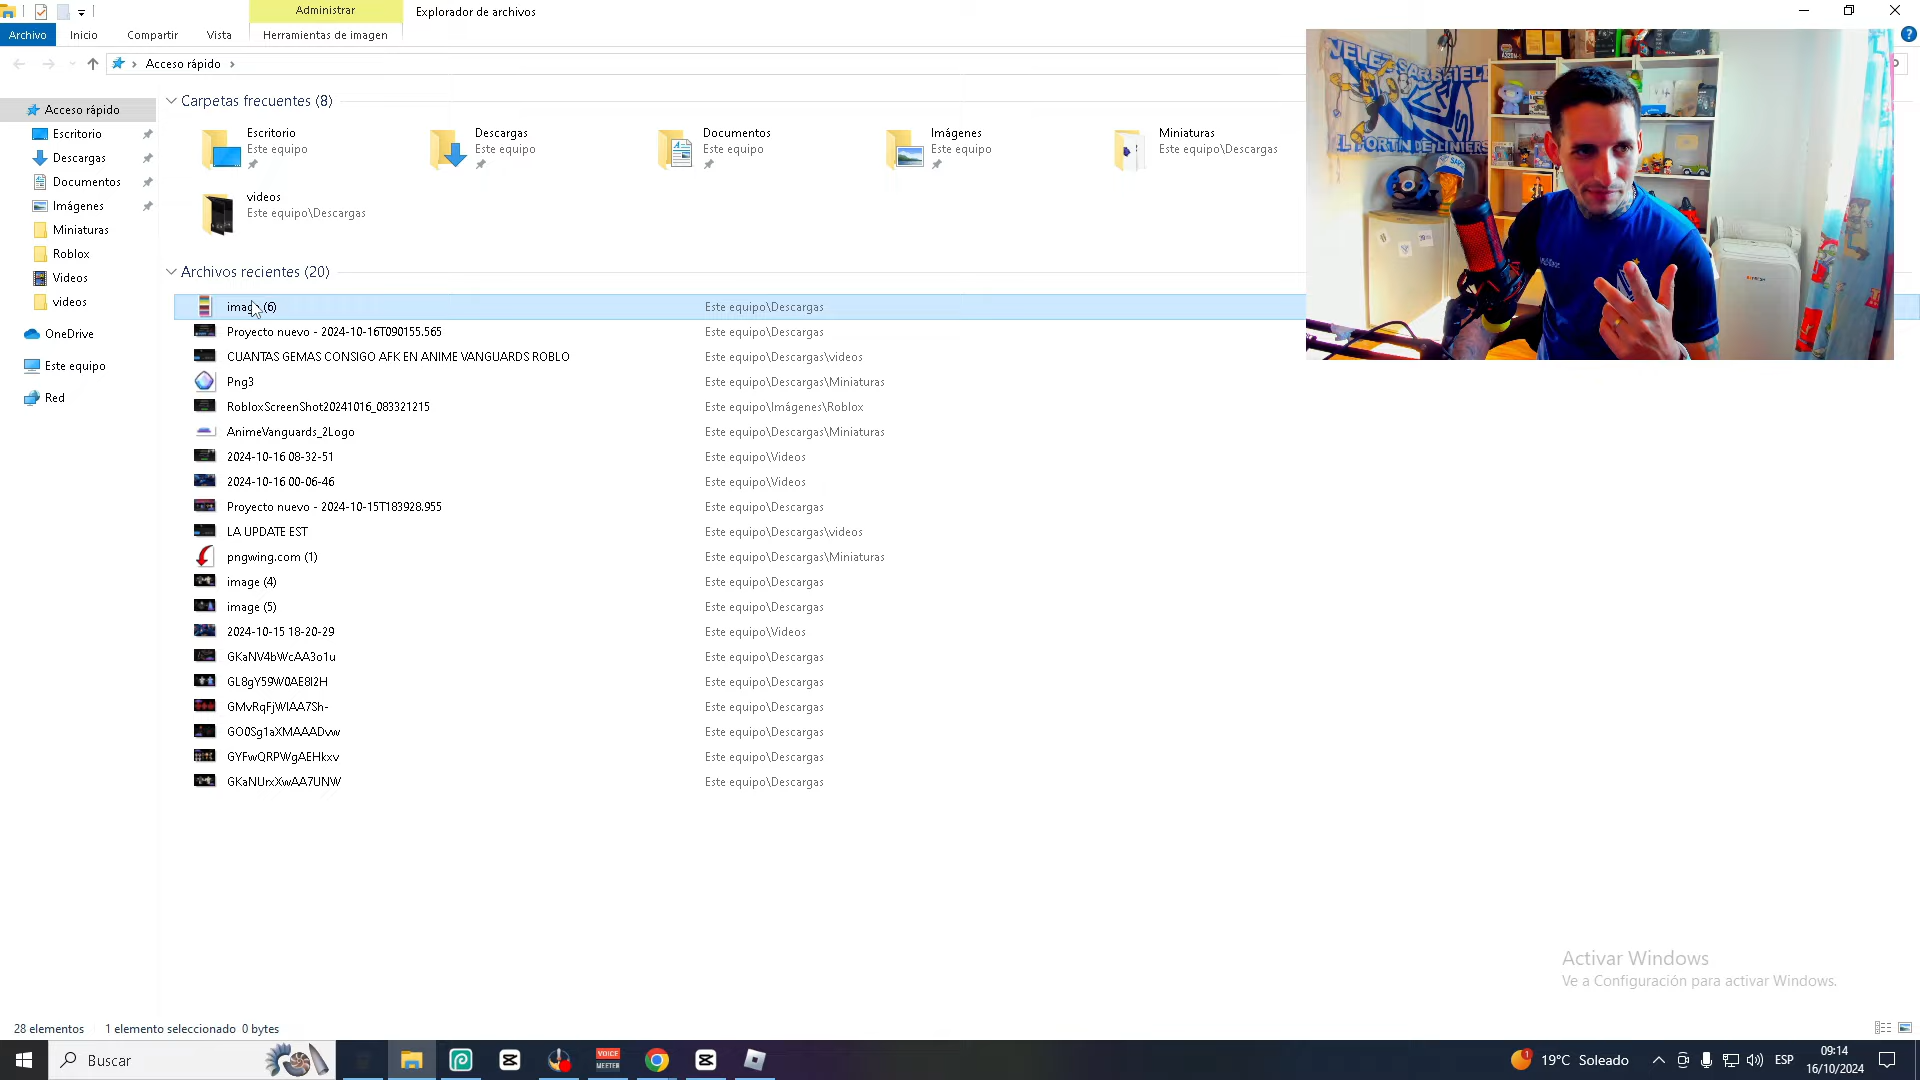 Administrar
Explorador de archivos
Archivo
Inicio
Compartir
Vista
Herramientas de imagen
Acceso rápido
Acceso rápido
Escritorio
Descargas
Documentos
Imágenes
Miniaturas
Roblox
Videos
videos
OneDrive
Este equipo
Red
Carpetas frecuentes (8)
Escritorio
Este equipo
Descargas
Este equipo
Documentos
Este equipo
Imágenes
Este equipo
Miniaturas
Este equipo\Descargas
videos
Este equipo\Descargas
Archivos recientes (20)
image (6) Este equipo\Descargas
Proyecto nuevo - 2024-10-16T090155.565 Este equipo\Descargas
CUANTAS GEMAS CONSIGO AFK EN ANIME VANGUARDS ROBLO Este equipo\Descargas\videos
Png3 Este equipo\Descargas\Miniaturas
RobloxScreenShot20241016_083321215 Este equipo\Imágenes\Roblox
AnimeVanguards_2Logo Este equipo\Descargas\Miniaturas
2024-10-16 08-32-51 Este equipo\Videos
2024-10-16 00-06-46 Este equipo\Videos
Proyecto nuevo - 2024-10-15T183928.955 Este equipo\Descargas
LA UPDATE EST Este equipo\Descargas\videos
pngwing.com (1) Este equipo\Descargas\Miniaturas
image (4) Este equipo\Descargas
image (5) Este equipo\Descargas
2024-10-15 18-20-29 Este equipo\Videos
GKaNV4bWcAA3o1u Este equipo\Descargas
GL8gY59W0AE8I2H Este equipo\Descargas
GMvRqFjWIAA7Sh- Este equipo\Descargas
GO0Sg1aXMAAADvw Este equipo\Descargas
GYFwQRPWgAEHkxv Este equipo\Descargas
GKaNUrxXwAA7UNW Este equipo\Descargas
VELEZ SARSFIELD
EL FORTIN DE LINIERS
Activar Windows
Ve a Configuración para activar Windows.
28 elementos 1 elemento seleccionado 0 bytes
Buscar
VOICE
MEETER
1
19°C Soleado
ESP
09:14
16/10/2024